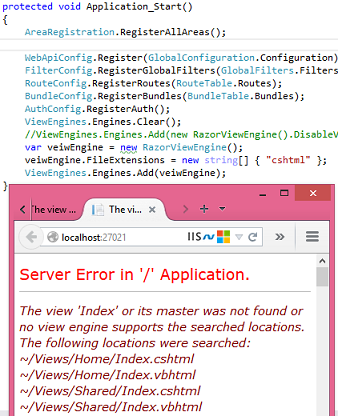 protected void Application_Start()
{
AreaRegistration.RegisterAllAreas();
WebApiConfig.Register(GlobalConfiguration.Configuration)
FilterConfig.RegisterGlobalFilters(GlobalFilters.Filters
RouteConfig.RegisterRoutes(RouteTable.Routes);
BundleConfig.RegisterBundles(BundleTable.Bundles);
AuthConfig.RegisterAuth();
ViewEngines.Engines.Clear();
//ViewEngines.Engines.Add(new RazorViewEngine().DisableV
var veiwEngine = new RazorViewEngine();
veiwEngine.FileExtensions = new string[] { "cshtml" };
ViewEngines.Engines.Add(veiwEngine);
}
The view ... The vi... ×
localhost:27021 IIS
Server Error in '/' Application.
The view 'Index' or its master was not found or
no view engine supports the searched locations.
The following locations were searched:
~/Views/Home/Index.cshtml
~/Views/Home/Index.vbhtml
~/Views/Shared/Index.cshtml
~/Views/Shared/Index.vbhtml